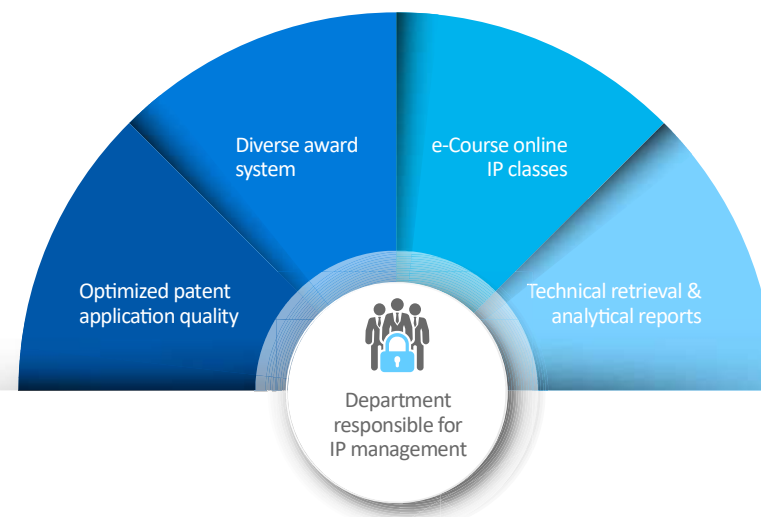 Diverse award
system
e-Course online
IP classes
Optimized patent
application quality
Technical retrieval &
analytical reports
Department
responsible for
IP management